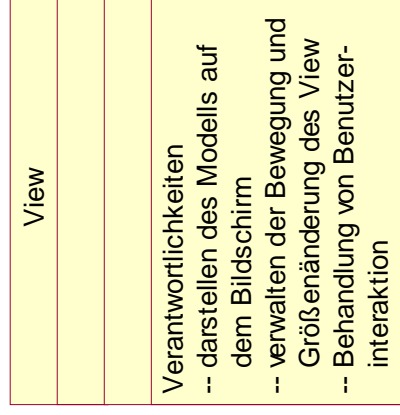 View
Verantwortlichkeiten
-- darstellen des Modells auf
dem Bildschirm
-- verwalten der Bewegung und
Größenänderung des View
-- Behandlung von Benutzer-
interaktion